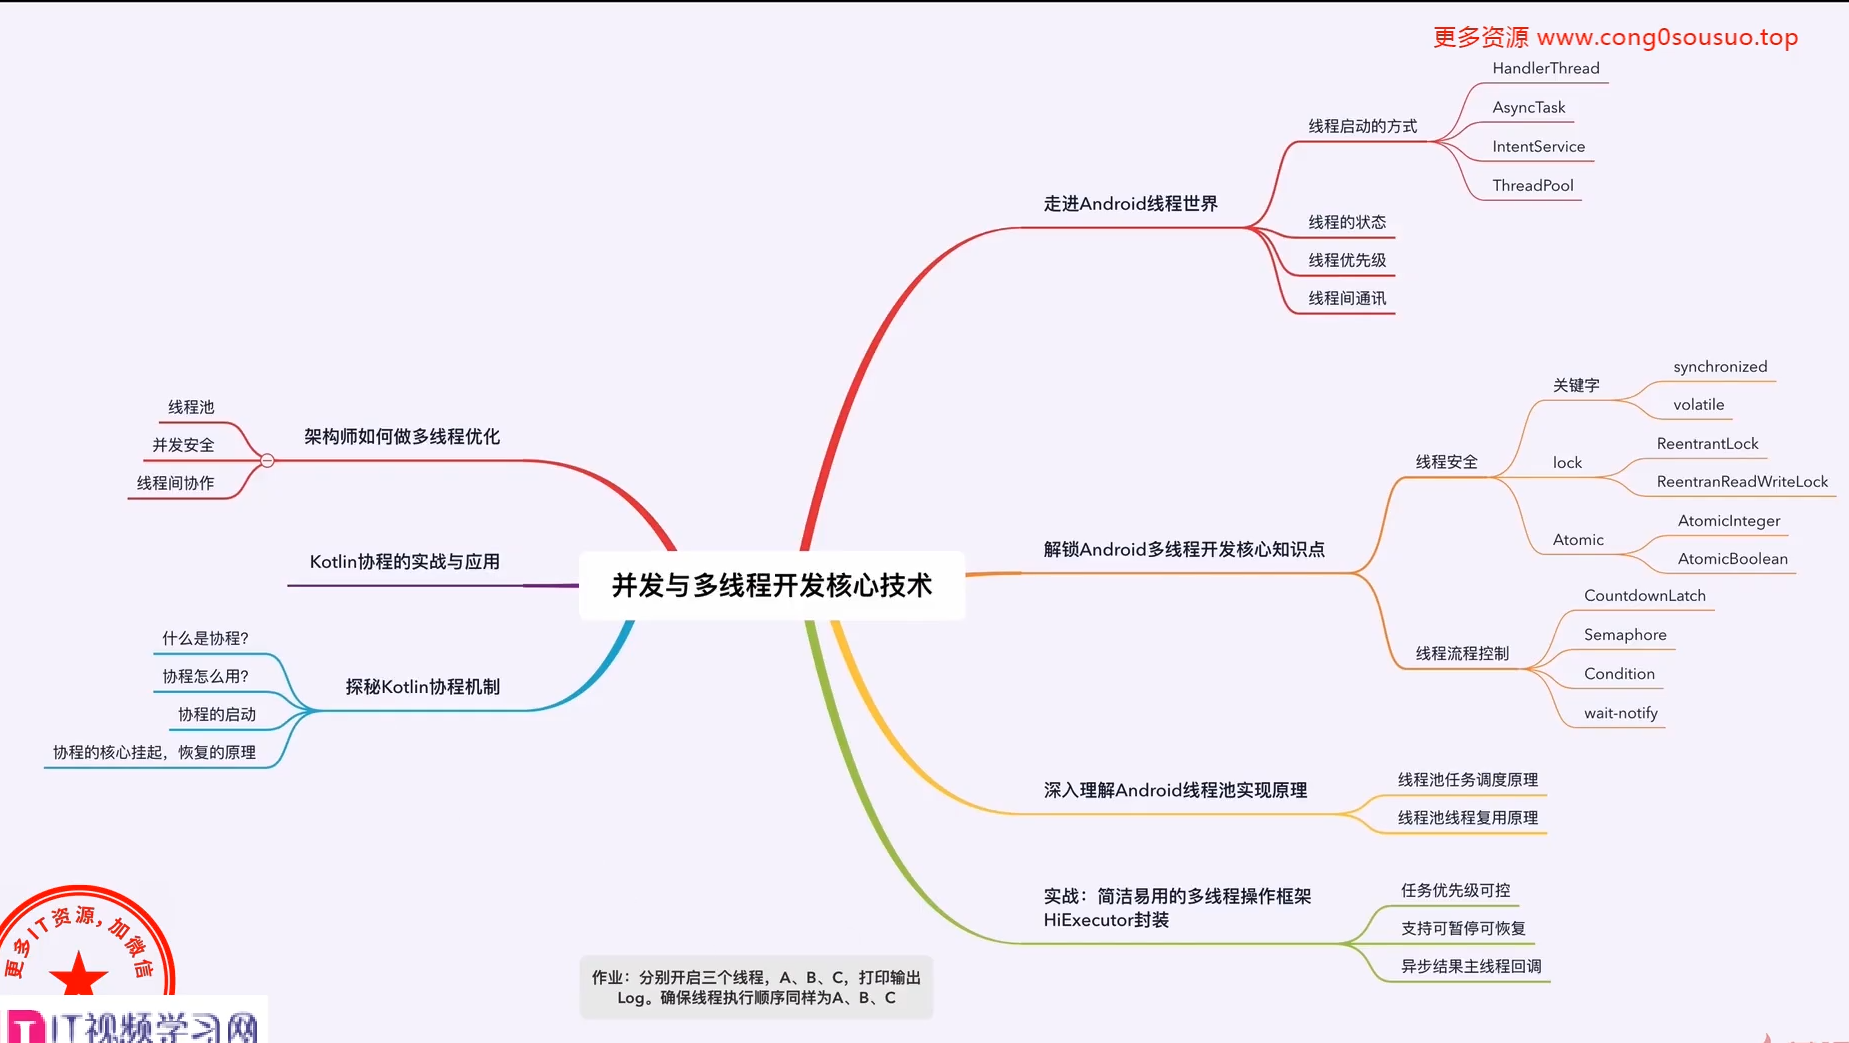 更多资源 www.cong0sousuo.top
HandlerThread
AsyncTask
线程启动的方式
IntentService
ThreadPool
走进Android线程世界
线程的状态
线程优先级
线程间通讯
synchronized
关键字
volatile
ReentrantLock
线程安全
lock
ReentranReadWriteLock
AtomicInteger
Atomic
AtomicBoolean
解锁Android多线程开发核心知识点
CountdownLatch
Semaphore
线程流程控制
Condition
wait-notify
线程池
并发安全
架构师如何做多线程优化
线程间协作
Kotlin协程的实战与应用
并发与多线程开发核心技术
什么是协程?
协程怎么用?
探秘Kotlin协程机制
协程的启动
协程的核心挂起，恢复的原理
深入理解Android线程池实现原理
线程池任务调度原理
线程池线程复用原理
实战：简洁易用的多线程操作框架
HiExecutor封装
任务优先级可控
支持可暂停可恢复
异步结果主线程回调
作业：分别开启三个线程，A、B、C，打印输出
Log。确保线程执行顺序同样为A、B、C
更多IT资源，加微信
IT视频学习网